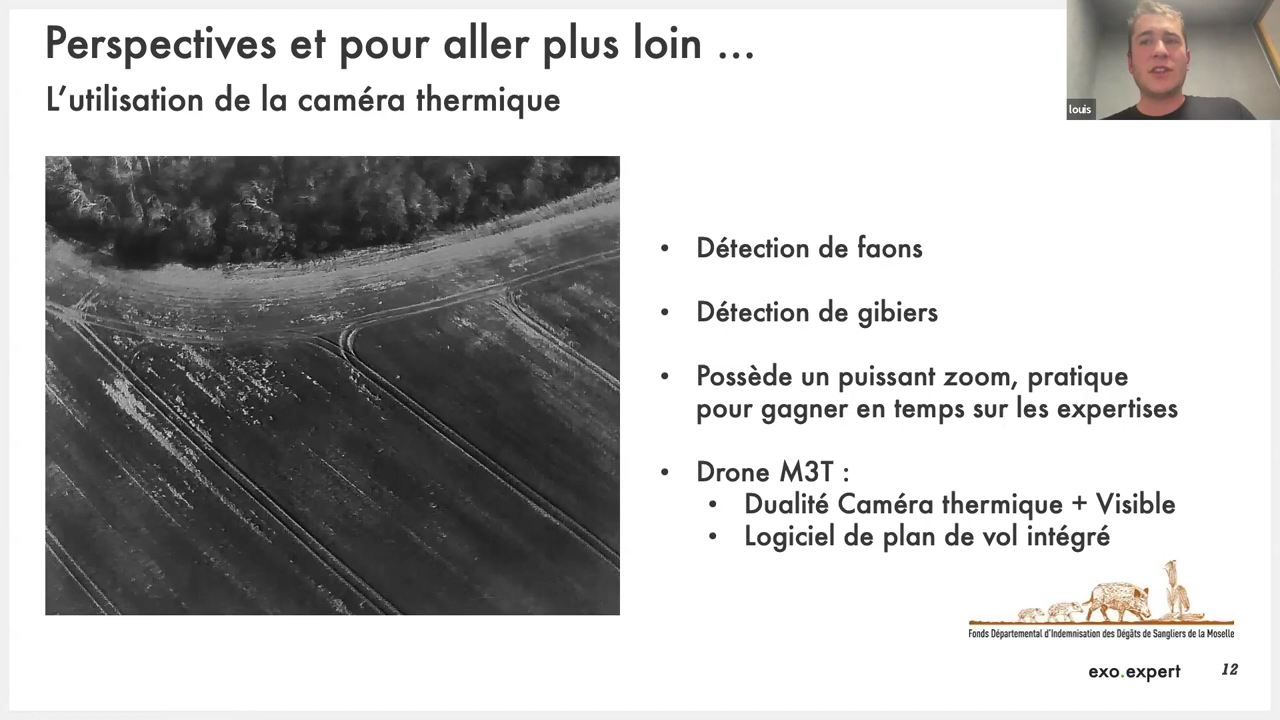 Perspectives et pour aller plus loin ...
L'utilisation de la caméra thermique
louis
• Détection de faons
• Détection de gibiers
• Possède un puissant zoom, pratique
pour gagner en temps sur les expertises
• Drone M3T :
• Dualité Caméra thermique + Visible
• Logiciel de plan de vol intégré
Fonds Départemental d'Indemnisation des Dégâts de Sangliers de la Moselle
exo.expert
12